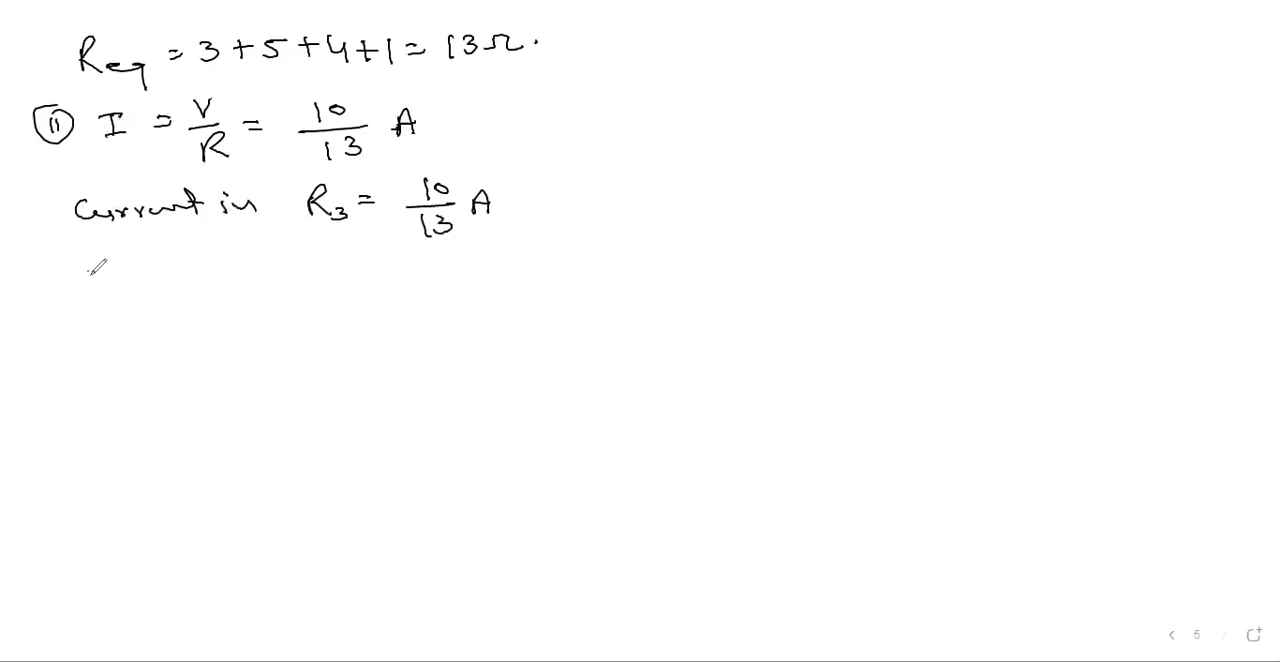 Req = 3 + 5 + 4 + 1 = 13Ω.
(ii) I = V/R = 10/13 A
Current in R3 = 10/13 A
< 5